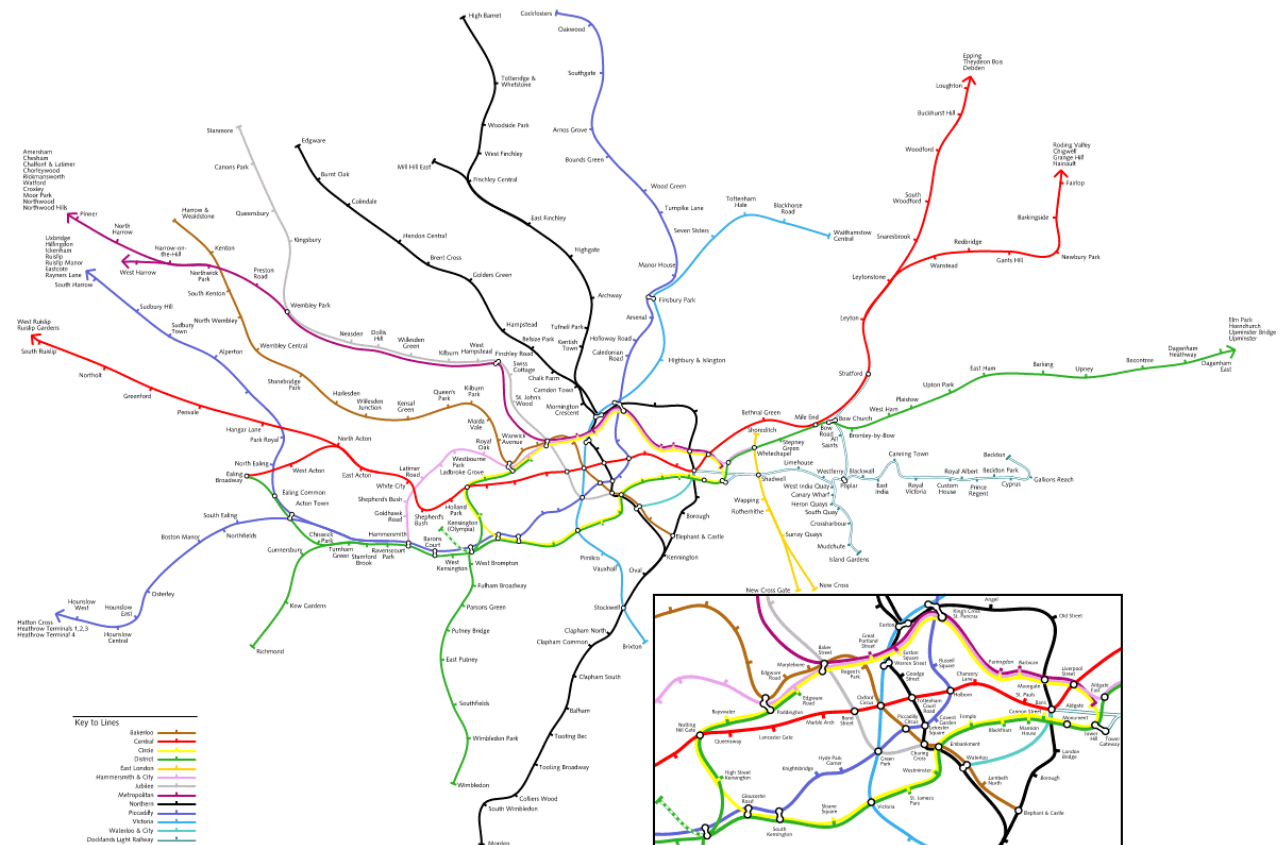 High Barnet
Cockfosters
Oakwood
Totteridge &
Whetstone
Southgate
Epping
Theydon Bois
Debden
Loughton
Buckhurst Hill
Woodside Park
Arnos Grove
Stanmore
Edgware
Canons Park
Burnt Oak
Mill Hill East
West Finchley
Finchley Central
Bounds Green
Woodford
Roding Valley
Chigwell
Grange Hill
Hainault
Fairlop
Amersham
Chesham
Chalfont & Latimer
Chorleywood
Rickmansworth
Watford
Croxley
Moor Park
Northwood
Northwood Hills
Pinner
North
Harrow
Harrow &
Wealdstone
Queensbury
Colindale
Wood Green
Turnpike Lane
Tottenham
Hale
Blackhorse
Road
South
Woodford
Barkingside
East Finchley
Seven Sisters
Walthamstow
Central
Snaresbrook
Redbridge
Wanstead
Gants Hill
Newbury Park
Uxbridge
Hillingdon
Ickenham
Ruislip
Ruislip Manor
Eastcote
Rayners Lane
South Harrow
West Harrow
Harrow-on-
the-Hill
Kenton
Northwick
Park
Preston
Road
Kingsbury
Hendon Central
Brent Cross
Golders Green
Highgate
Manor House
Leytonstone
South Kenton
Sudbury Hill
Wembley Park
Archway
Finsbury Park
West Ruislip
Ruislip Gardens
South Ruislip
Sudbury
Town
North Wembley
Wembley Central
Neasden
Dollis
Hill
Willesden
Green
Kilburn
West
Hampstead
Finchley Road
Hampstead
Belsize Park
Tufnell Park
Kentish
Town
Arsenal
Holloway Road
Caledonian
Road
Highbury & Islington
Leyton
Elm Park
Hornchurch
Upminster Bridge
Upminster
Northolt
Greenford
Perivale
Alperton
Stonebridge
Park
Harlesden
Willesden
Junction
Kensal
Green
Queen's
Park
Kilburn
Park
Maida
Vale
Warwick
Avenue
Swiss
Cottage
Chalk Farm
Camden Town
St. John's
Wood
Mornington
Crescent
Stratford
East Ham
Barking
Upney
Becontree
Dagenham
Heathway
Dagenham
East
Upton Park
Plaistow
West Ham
Hangar Lane
Park Royal
North Acton
Royal
Oak
Westbourne
Park
Ladbroke Grove
Bethnal Green
Shoreditch
Mile End
Bow Church
Bow
Road
All
Saints
Bromley-by-Bow
Stepney
Green
Whitechapel
North Ealing
Ealing
Broadway
West Acton
East Acton
White City
Latimer
Road
Shepherd's Bush
Goldhawk
Road
Shepherd's
Bush
Holland
Park
Kensington
(Olympia)
Limehouse
Shadwell
Westferry
Blackwall
Canning Town
Poplar
East
India
Royal
Victoria
Custom
House
Royal Albert
Prince
Regent
Beckton Park
Cyprus
Beckton
Gallions Reach
West India Quay
Canary Wharf
Heron Quays
South Quay
Crossharbour
Mudchute
Island Gardens
Ealing Common
Acton Town
South Ealing
Northfields
Boston Manor
Chiswick
Park
Gunnersbury
Turnham
Green
Stamford
Brook
Ravenscourt
Park
Hammersmith
Barons
Court
West
Kensington
West Brompton
Wapping
Rotherhithe
Surrey Quays
New Cross Gate
New Cross
Borough
Elephant & Castle
Kennington
Pimlico
Vauxhall
Oval
Osterley
Hounslow
West
Hounslow
East
Hounslow
Central
Hatton Cross
Heathrow Terminals 1,2,3
Heathrow Terminal 4
Kew Gardens
Richmond
Fulham Broadway
Parsons Green
Putney Bridge
East Putney
Southfields
Wimbledon Park
Wimbledon
Stockwell
Brixton
Clapham North
Clapham Common
Clapham South
Balham
Tooting Bec
Tooting Broadway
Colliers Wood
South Wimbledon
Morden
Key to Lines
Bakerloo
Central
Circle
District
East London
Hammersmith & City
Jubilee
Metropolitan
Northern
Piccadilly
Victoria
Waterloo & City
Docklands Light Railway
Angel
Old Street
King's Cross
St. Pancras
Euston
Great
Portland
Street
Baker
Street
Marylebone
Edgware
Road
Regent's
Park
Euston
Square
Warren Street
Goodge
Street
Russell
Square
Farringdon
Barbican
Moorgate
Liverpool
Street
Aldgate
East
Aldgate
Chancery
Lane
Holborn
St. Pauls
Bank
Edgware
Road
Paddington
Bayswater
Notting
Hill Gate
Queensway
Lancaster Gate
Marble Arch
Bond
Street
Oxford
Circus
Tottenham
Court
Road
Piccadilly
Circus
Covent
Garden
Leicester
Square
Temple
Blackfriars
Mansion
House
Cannon Street
Monument
Tower
Hill
Tower
Gateway
Charing
Cross
Embankment
Green
Park
Hyde Park
Corner
Knightsbridge
Westminster
Waterloo
Lambeth
North
London
Bridge
Borough
Elephant & Castle
High Street
Kensington
Gloucester
Road
South
Kensington
Sloane
Square
Victoria
St. James's
Park